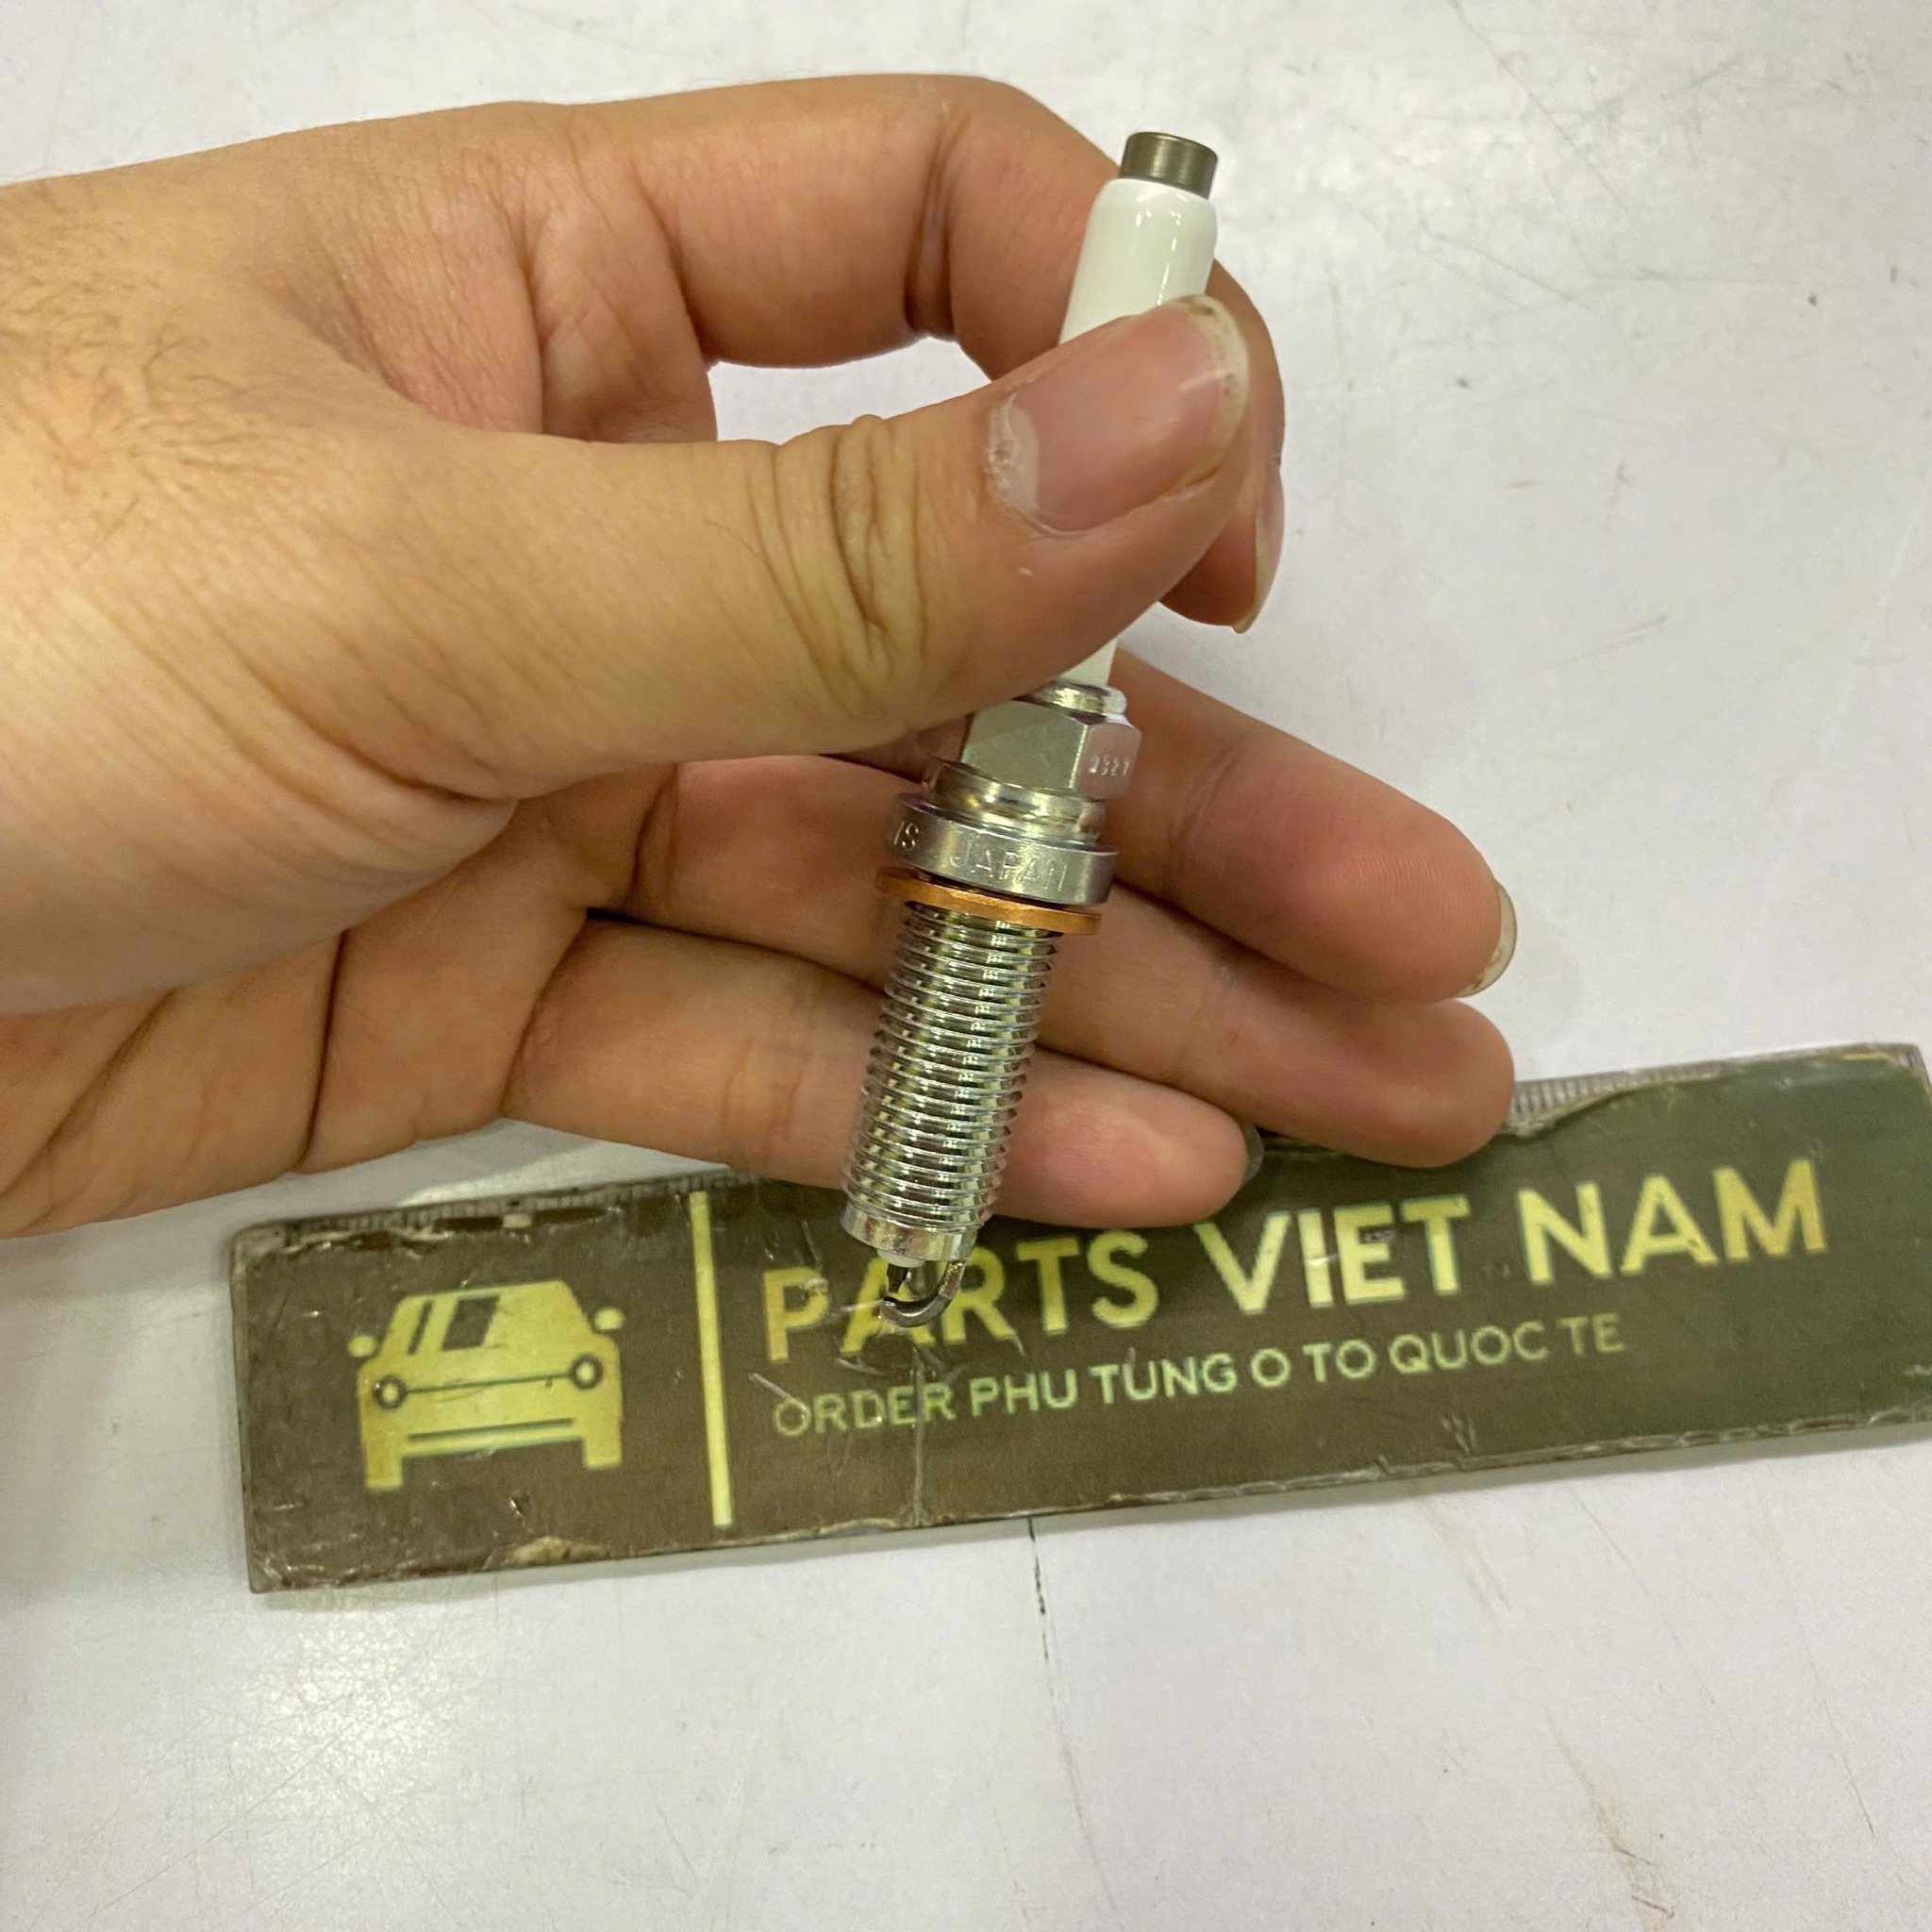 JAPAN
PARTS VIET NAM
ORDER PHU TUNG O TO QUOC TE